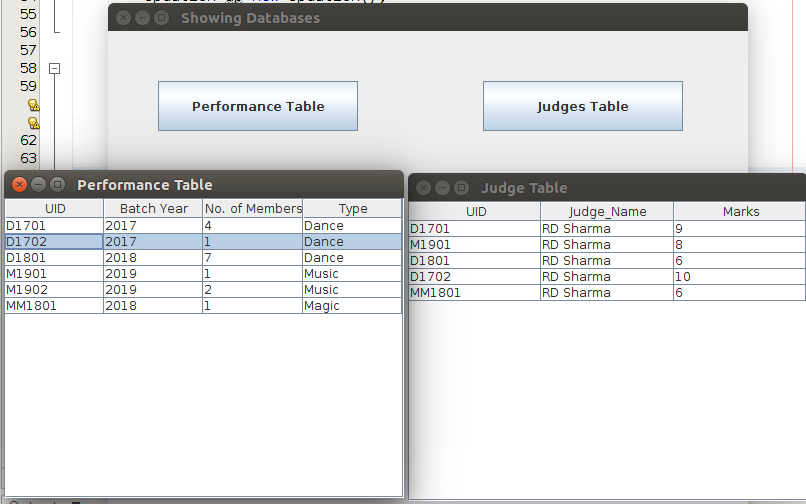 55
Showing Databases
56
57
58
59
Performance Table Judges Table
62
63
Performance Table
UID Batch Year No. of Members Type
D1701 2017 4 Dance
D1702 2017 1 Dance
D1801 2018 7 Dance
M1901 2019 1 Music
M1902 2019 2 Music
MM1801 2018 1 Magic
Judge Table
UID Judge_Name Marks
D1701 RD Sharma 9
M1901 RD Sharma 8
D1801 RD Sharma 6
D1702 RD Sharma 10
MM1801 RD Sharma 6